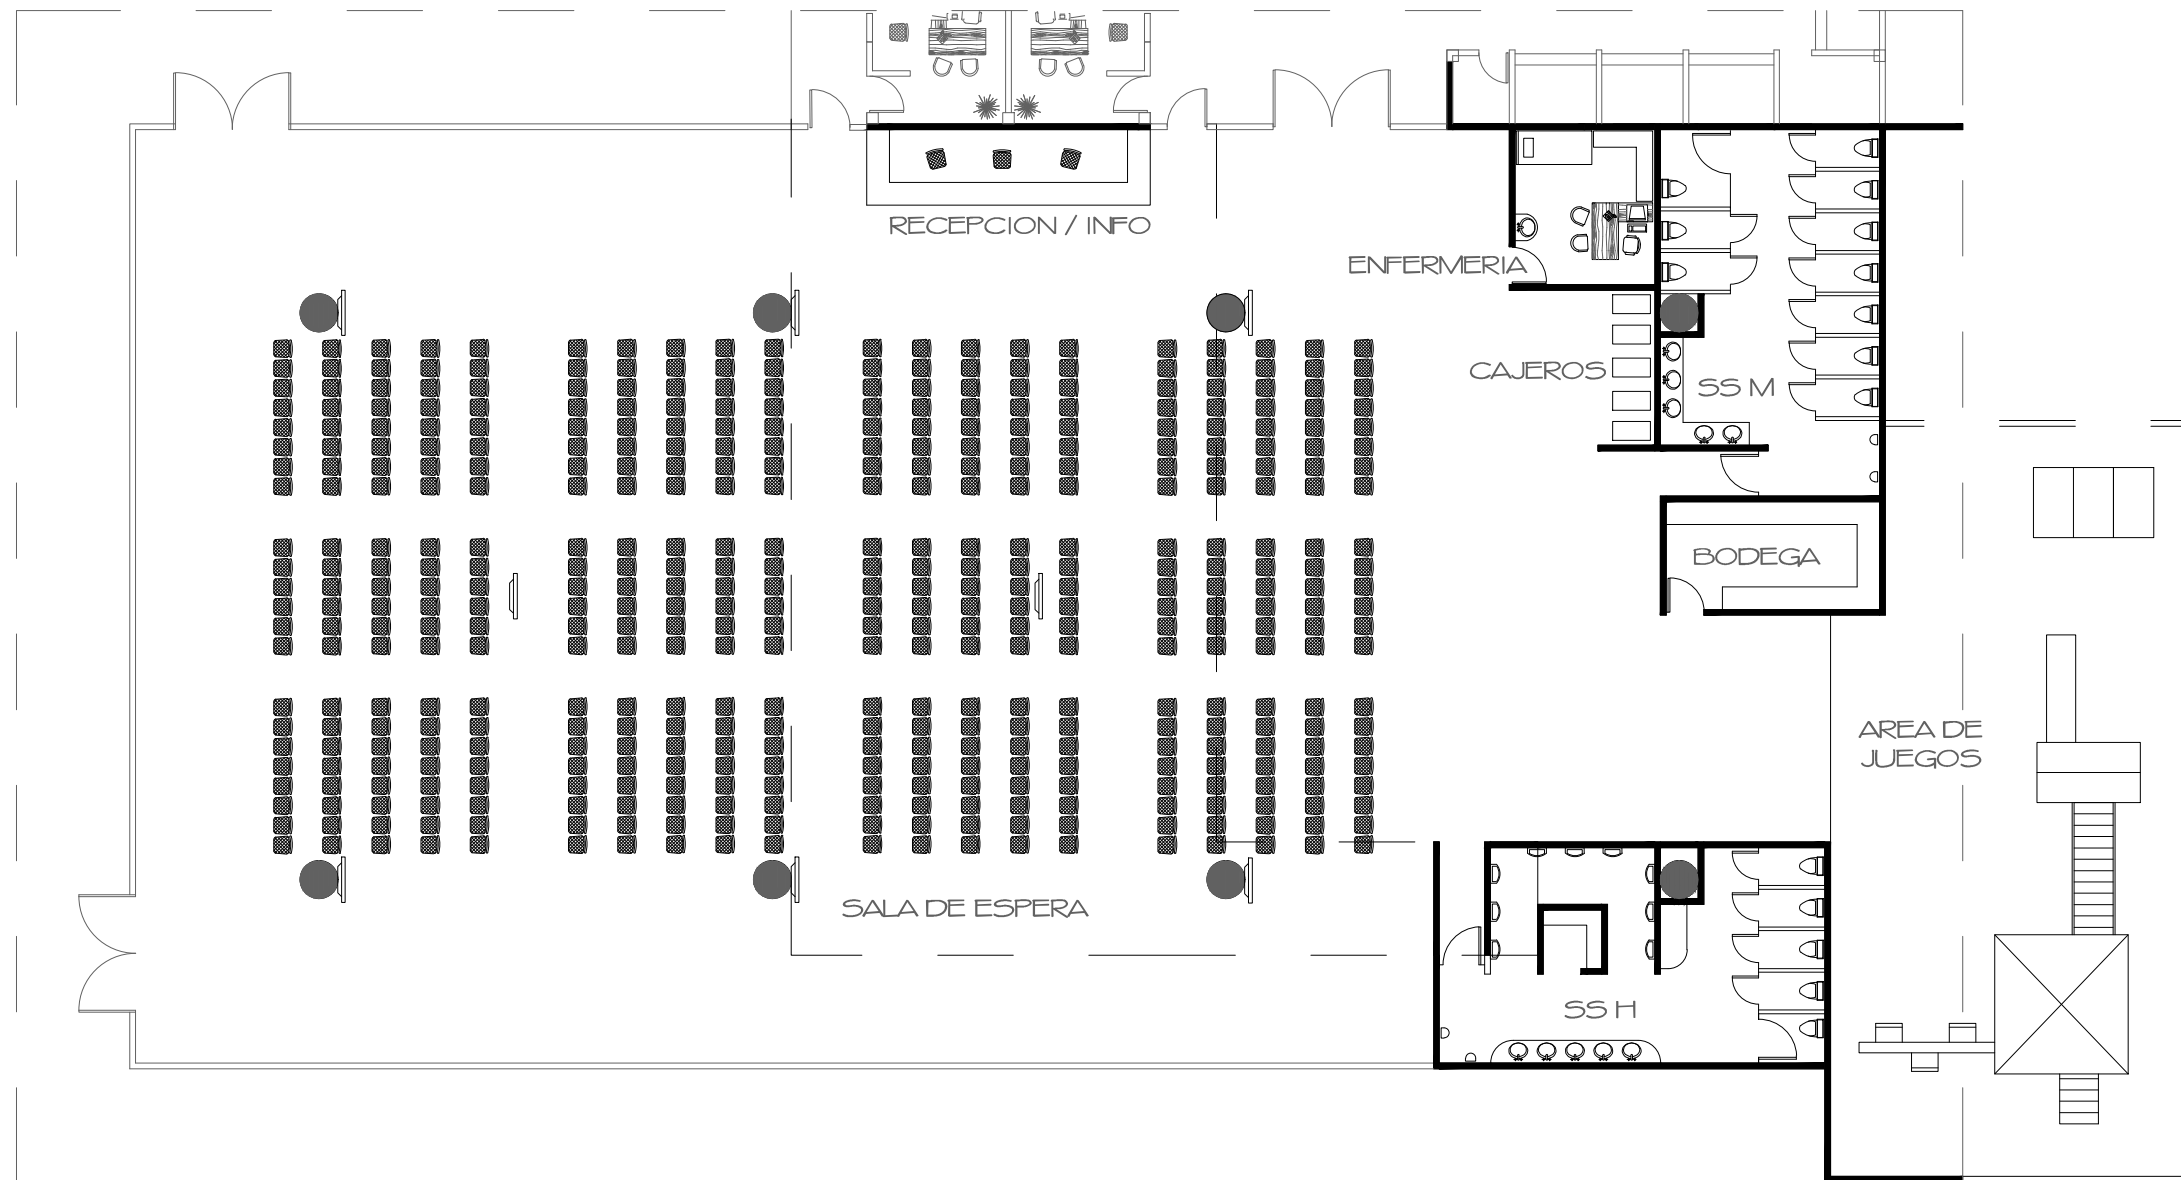 RECEPCION / INFO
ENFERMERIA
CAJEROS
SS M
BODEGA
AREA DE
JUEGOS
SALA DE ESPERA
SS H